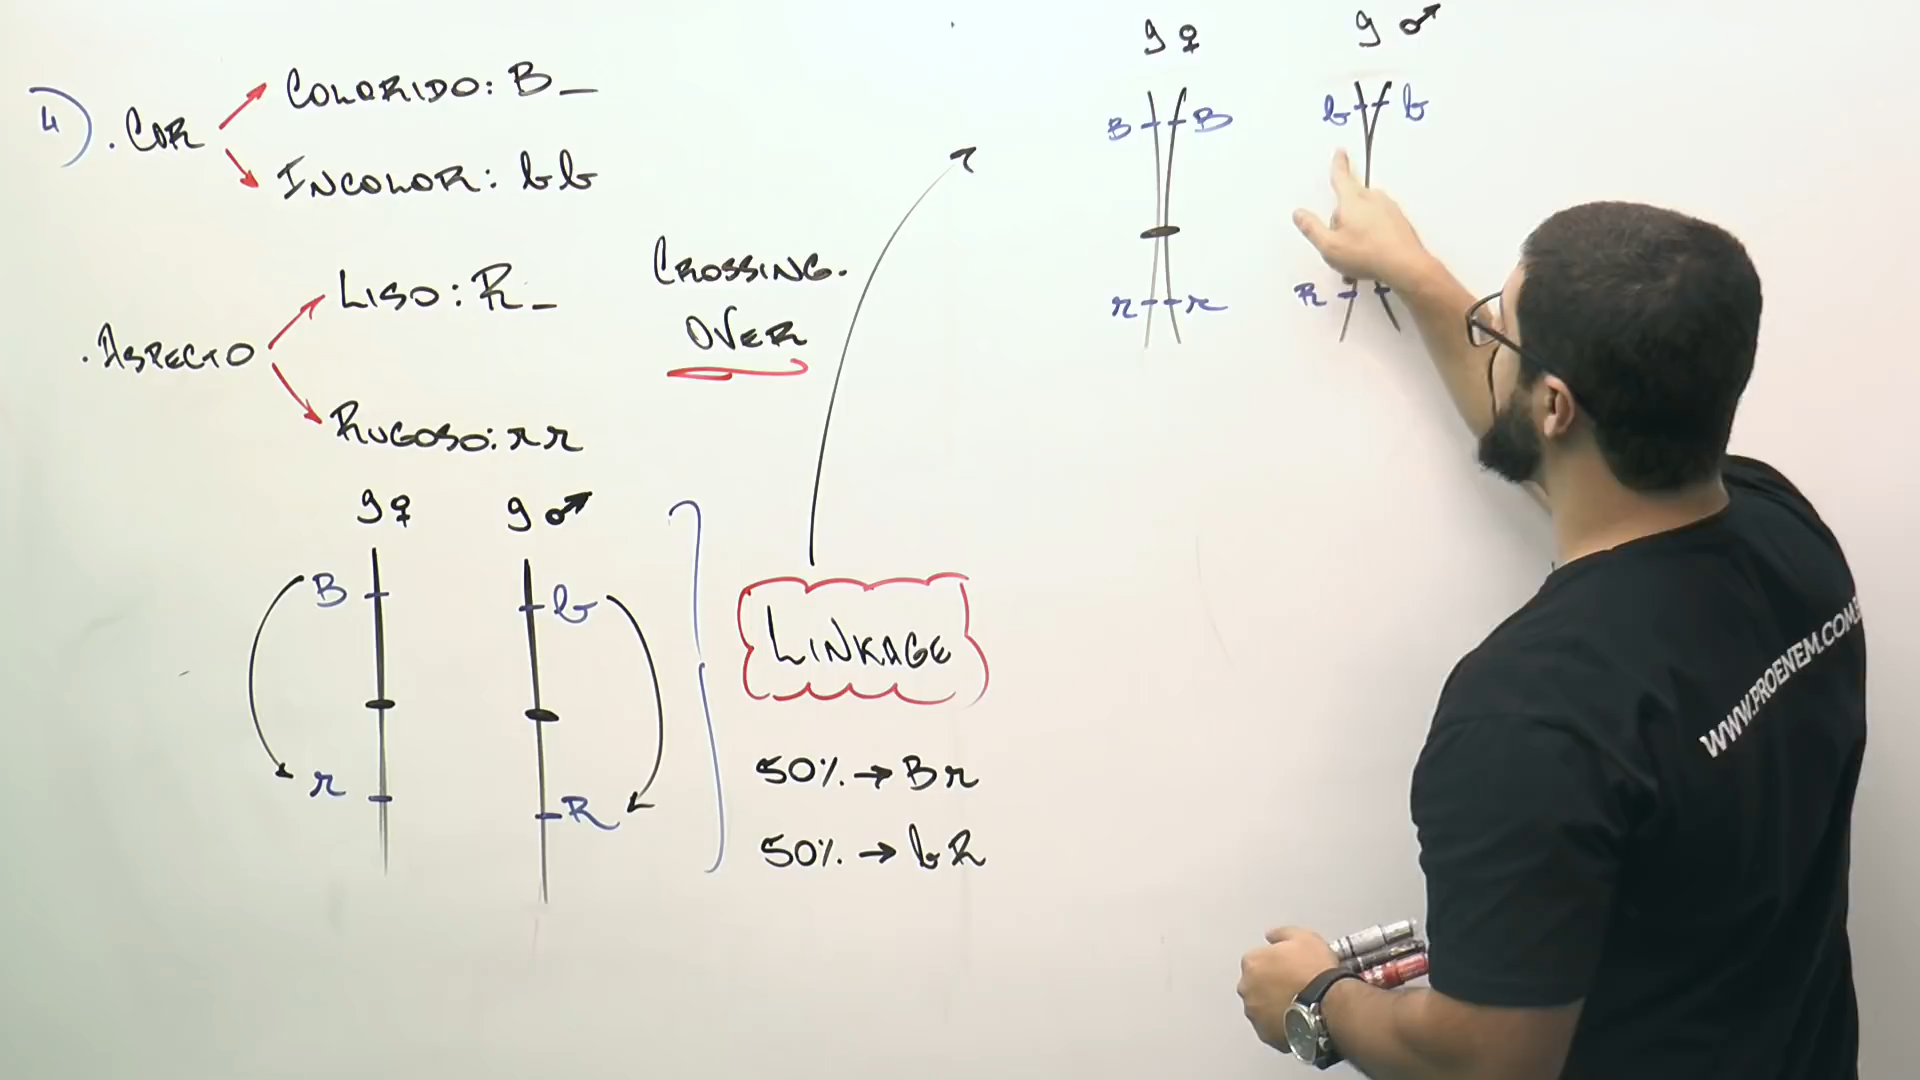 4) . COR
COLORIDO: B_
INCOLOR: bb
. ASPECTO
LISO: R_
RUGOSO: rr
CROSSING-
OVER
g♀ g♂
B b
r R
LINKAGE
50% → Br
50% → bR
g♀ g♂
B B b b
r r R
WWW.PROENEM.COM.B